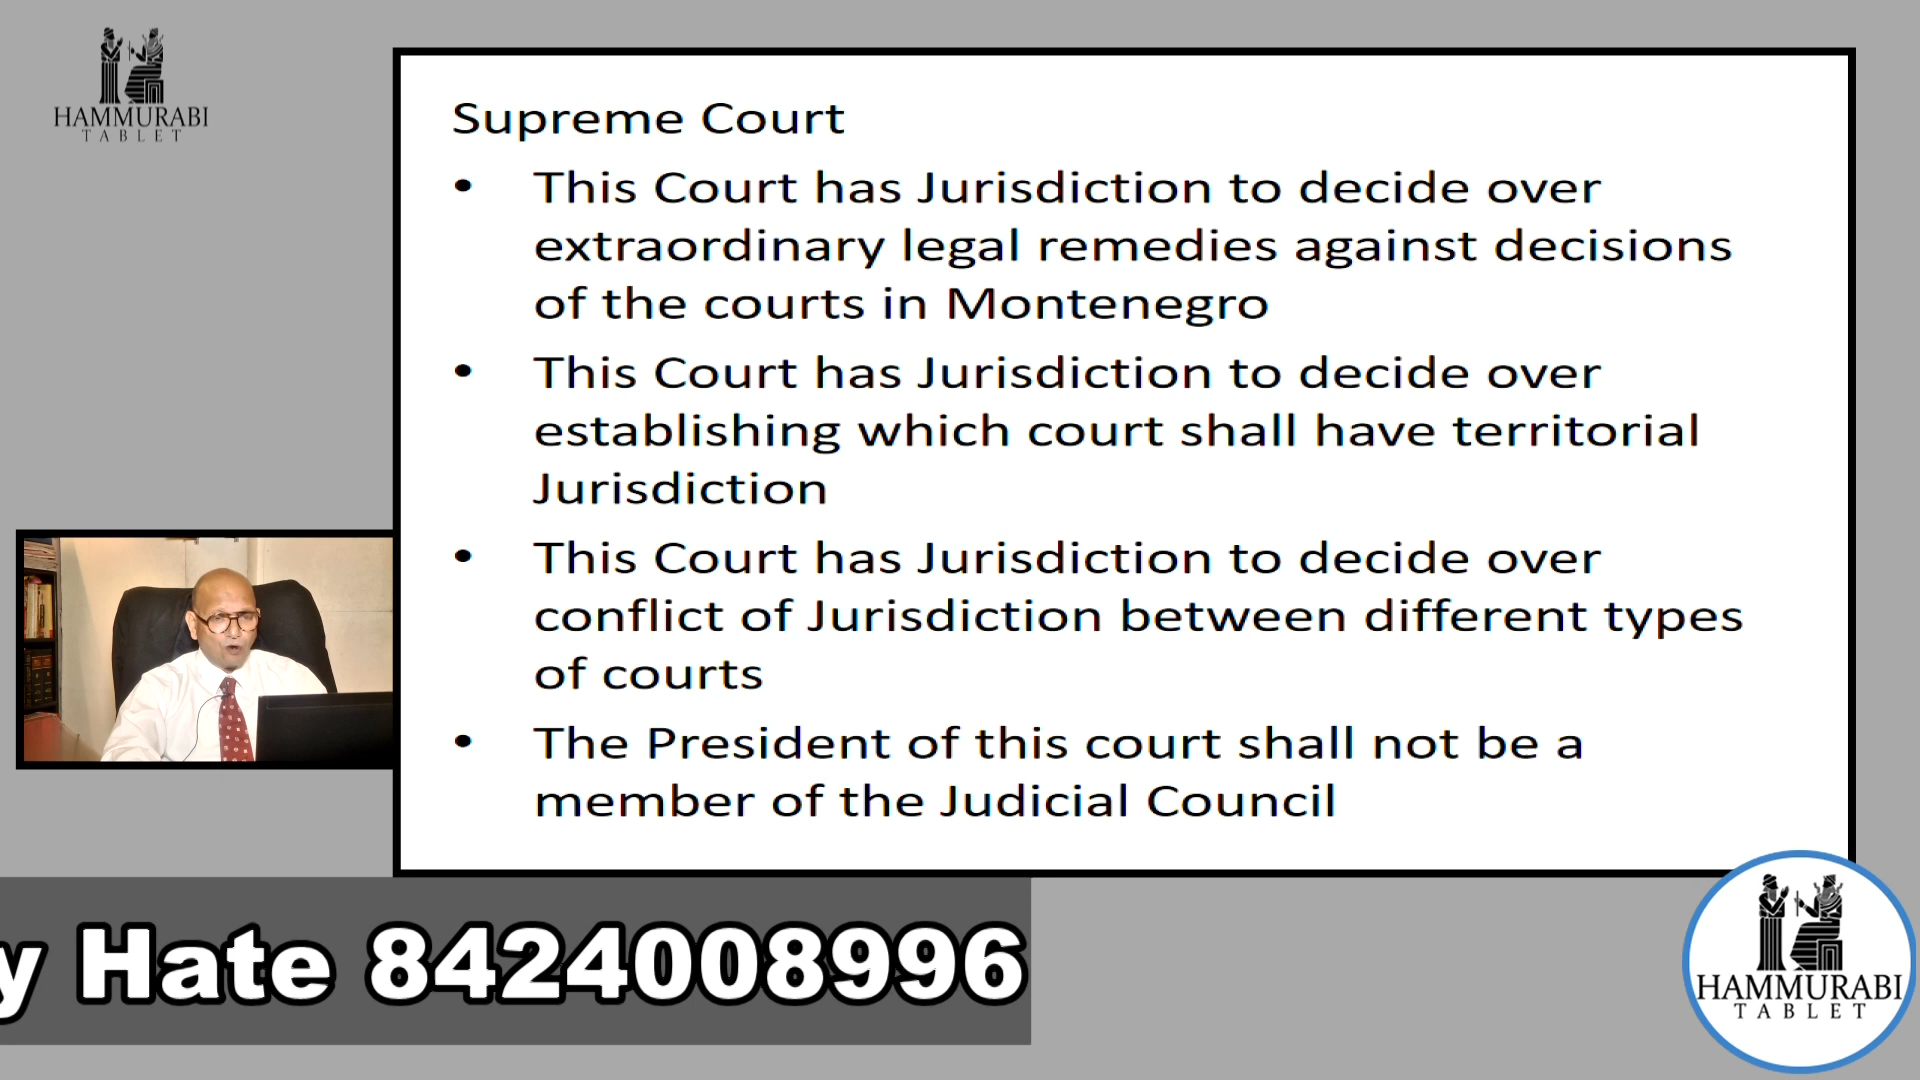 HAMMURABI
TABLET
Supreme Court
• This Court has Jurisdiction to decide over
extraordinary legal remedies against decisions
of the courts in Montenegro
• This Court has Jurisdiction to decide over
establishing which court shall have territorial
Jurisdiction
• This Court has Jurisdiction to decide over
conflict of Jurisdiction between different types
of courts
• The President of this court shall not be a
member of the Judicial Council
y Hate 8424008996
HAMMURABI
TABLET